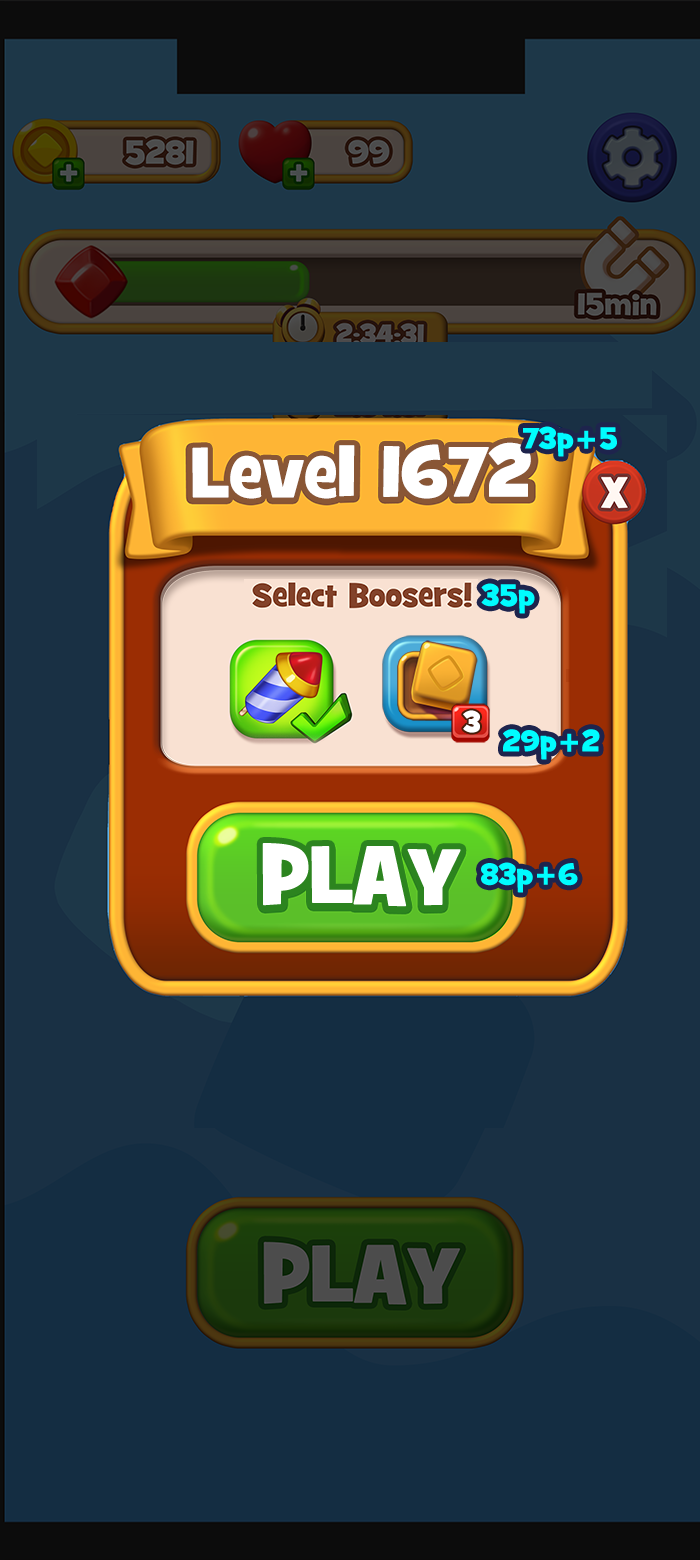 5281
99
15min
2:34:31
Level 1672
73p+5
X
Select Boosers!
35p
3
29p+2
PLAY
83p+6
PLAY